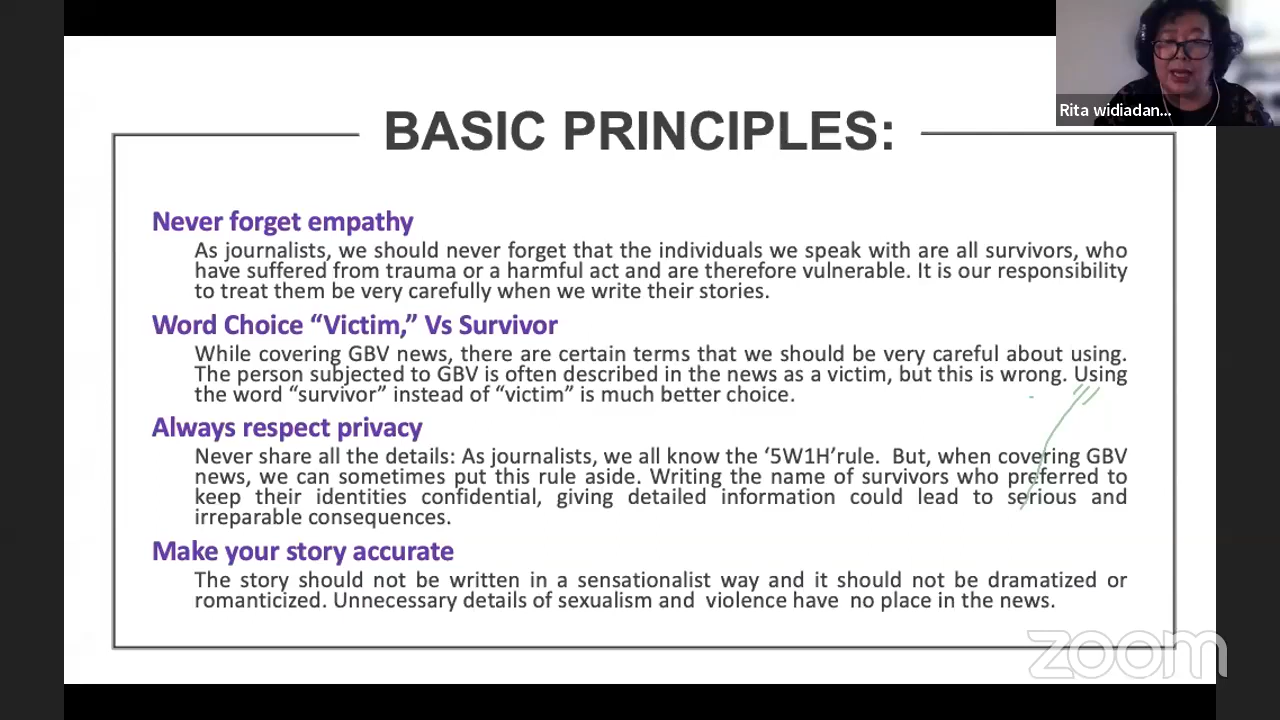 Rita widiadan...
BASIC PRINCIPLES:
Never forget empathy
As journalists, we should never forget that the individuals we speak with are all survivors, who
have suffered from trauma or a harmful act and are therefore vulnerable. It is our responsibility
to treat them be very carefully when we write their stories.
Word Choice “Victim,” Vs Survivor
While covering GBV news, there are certain terms that we should be very careful about using.
The person subjected to GBV is often described in the news as a victim, but this is wrong. Using
the word “survivor” instead of “victim” is much better choice.
Always respect privacy
Never share all the details: As journalists, we all know the ‘5W1H’rule. But, when covering GBV
news, we can sometimes put this rule aside. Writing the name of survivors who preferred to
keep their identities confidential, giving detailed information could lead to serious and
irreparable consequences.
Make your story accurate
The story should not be written in a sensationalist way and it should not be dramatized or
romanticized. Unnecessary details of sexualism and violence have no place in the news.
zoom